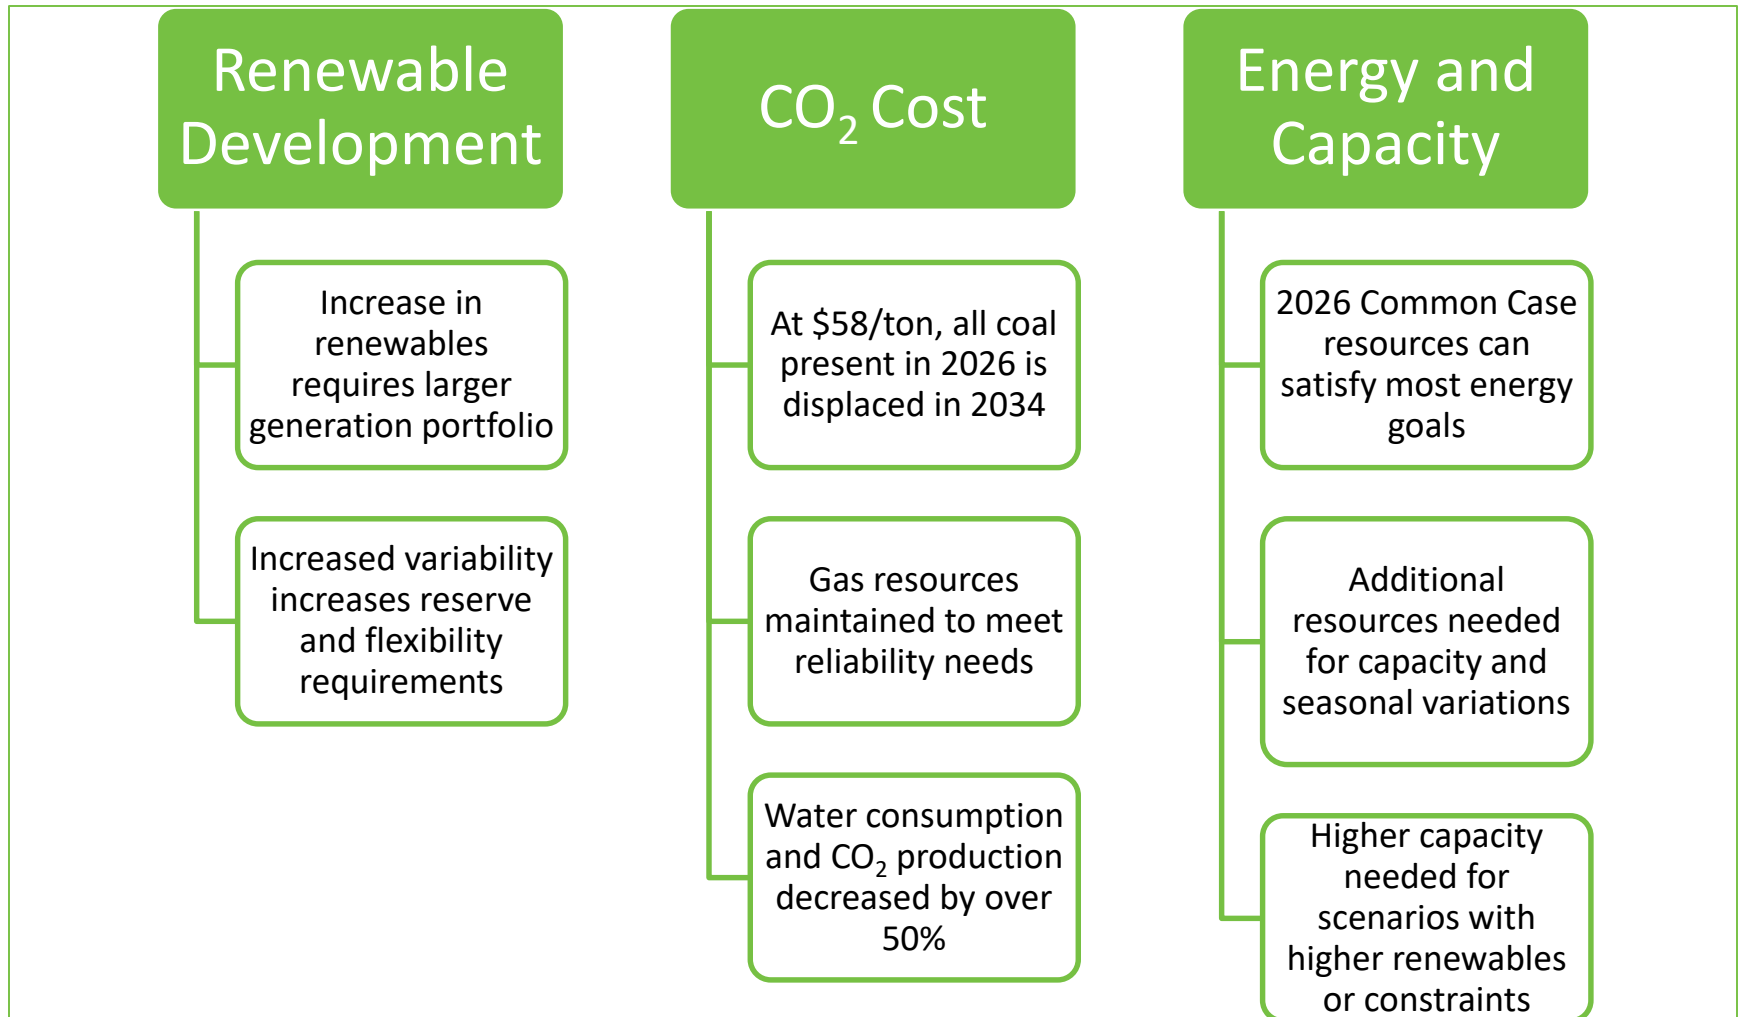 Renewable
Development
Increase in
renewables
requires larger
generation portfolio
Increased variability
increases reserve
and flexibility
requirements
CO₂ Cost
At $58/ton, all coal
present in 2026 is
displaced in 2034
Gas resources
maintained to meet
reliability needs
Water consumption
and CO₂ production
decreased by over
50%
Energy and
Capacity
2026 Common Case
resources can
satisfy most energy
goals
Additional
resources needed
for capacity and
seasonal variations
Higher capacity
needed for
scenarios with
higher renewables
or constraints